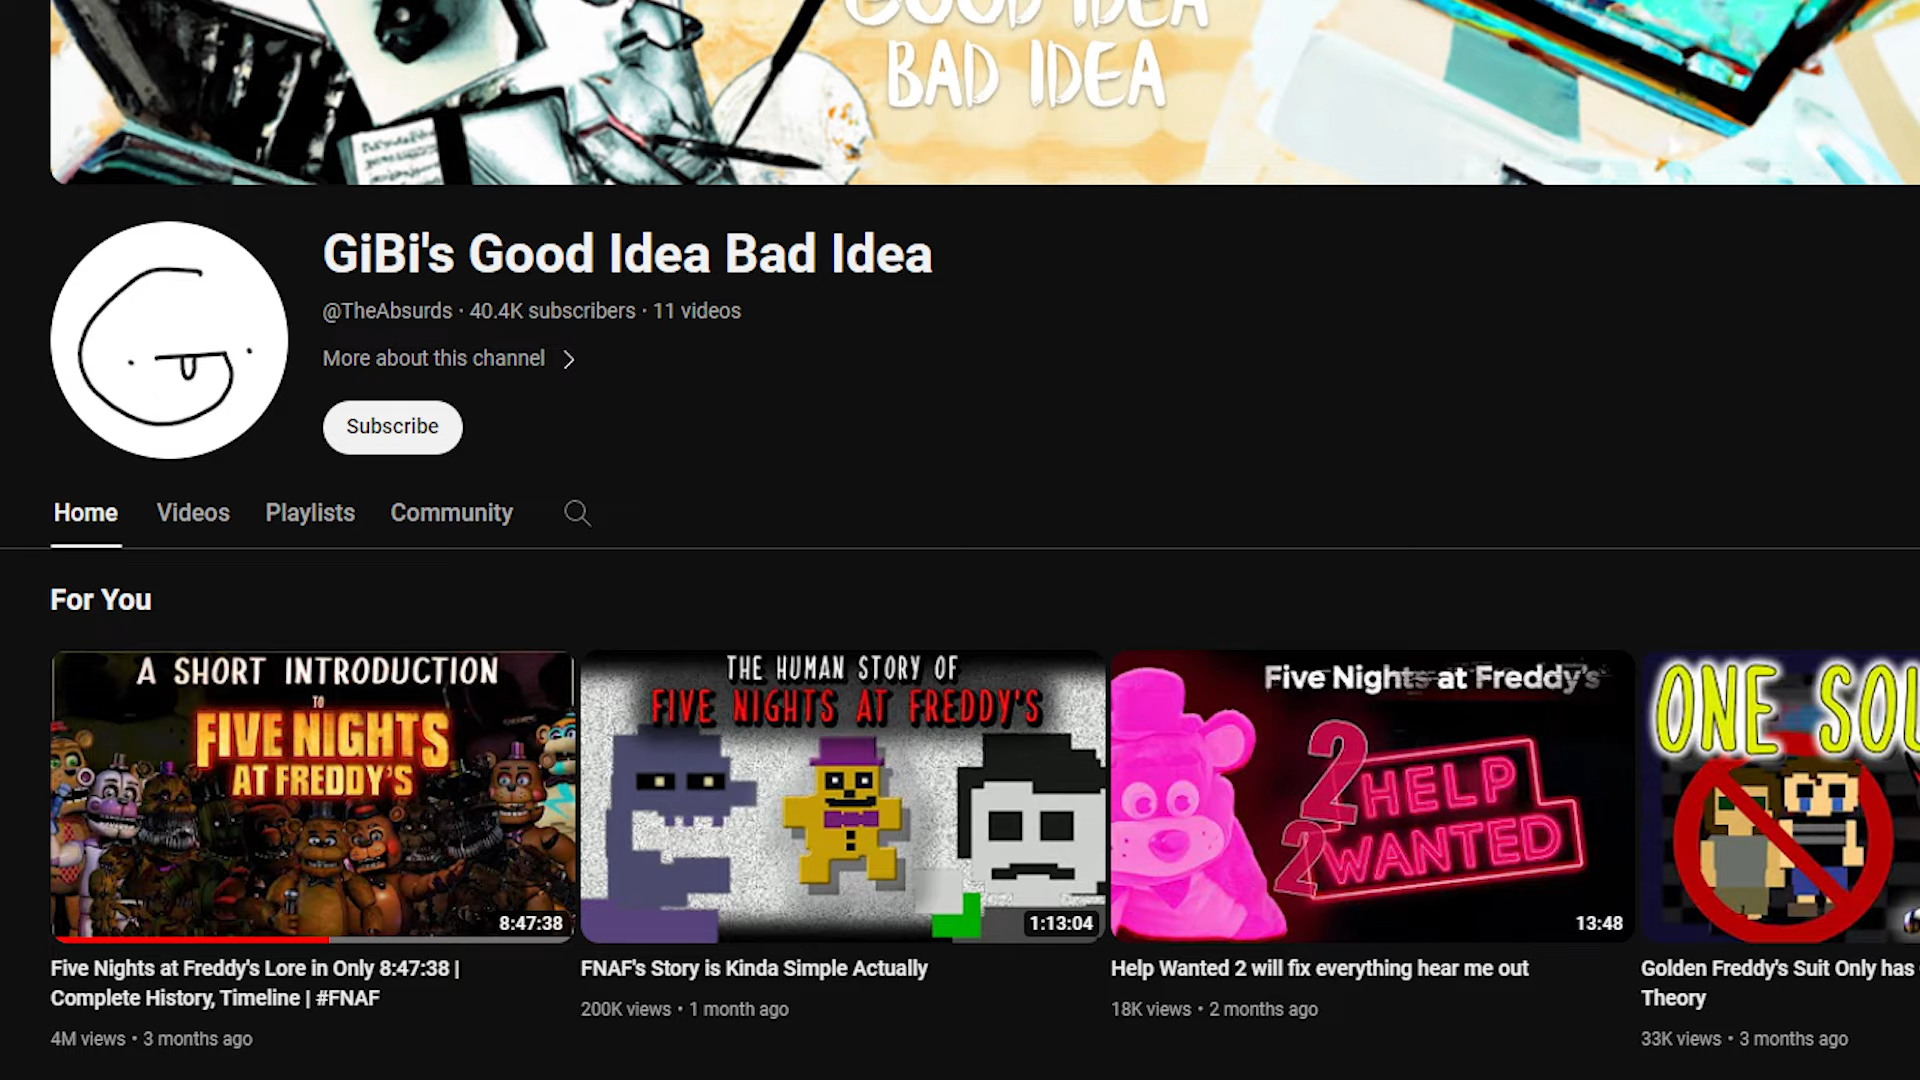 GOOD IDEA
BAD IDEA
GiBi's Good Idea Bad Idea
@TheAbsurds · 40.4K subscribers · 11 videos
More about this channel
Subscribe
Home Videos Playlists Community
For You
A SHORT INTRODUCTION
TO
FIVE NIGHTS
AT FREDDY'S
8:47:38
THE HUMAN STORY OF
FIVE NIGHTS AT FREDDY'S
1:13:04
Five Nights at Freddy's
2 HELP
2 WANTED
13:48
ONE
Five Nights at Freddy's Lore in Only 8:47:38 |
Complete History, Timeline | #FNAF
4M views • 3 months ago
FNAF's Story is Kinda Simple Actually
200K views • 1 month ago
Help Wanted 2 will fix everything hear me out
18K views • 2 months ago
Golden Freddy's Suit Only has
Theory
33K views • 3 months ago